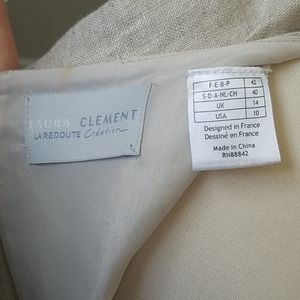 LAURA CLEMENT
LAREDOUTE Création
F-E-B-P 42
S-D-A-NL-CH 40
UK 14
USA 10
Designed in France
Dessiné en France
Made in China
RN88842